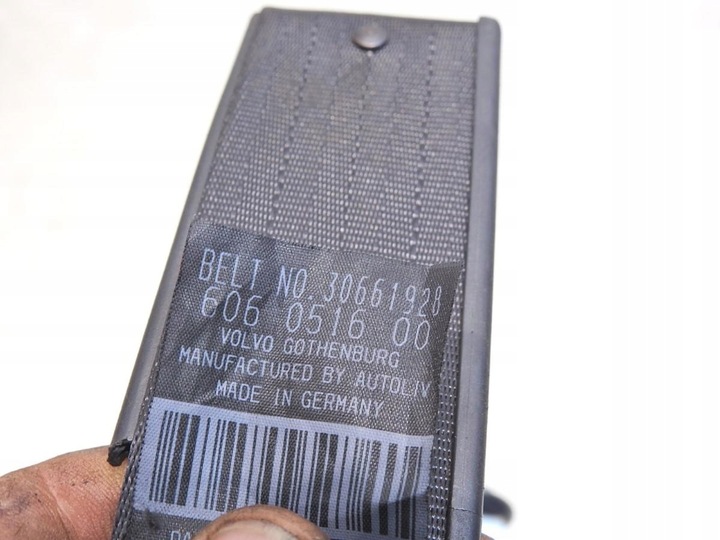 BELT NO. 30661928
606 0516 00
VOLVO GOTHENBURG
MANUFACTURED BY AUTOLIV
MADE IN GERMANY